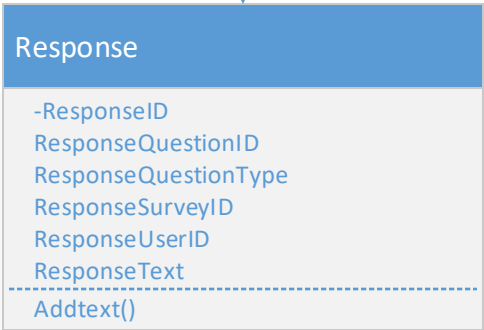 Response
-ResponseID
ResponseQuestionID
ResponseQuestionType
ResponseSurveyID
ResponseUserID
ResponseText
Addtext()